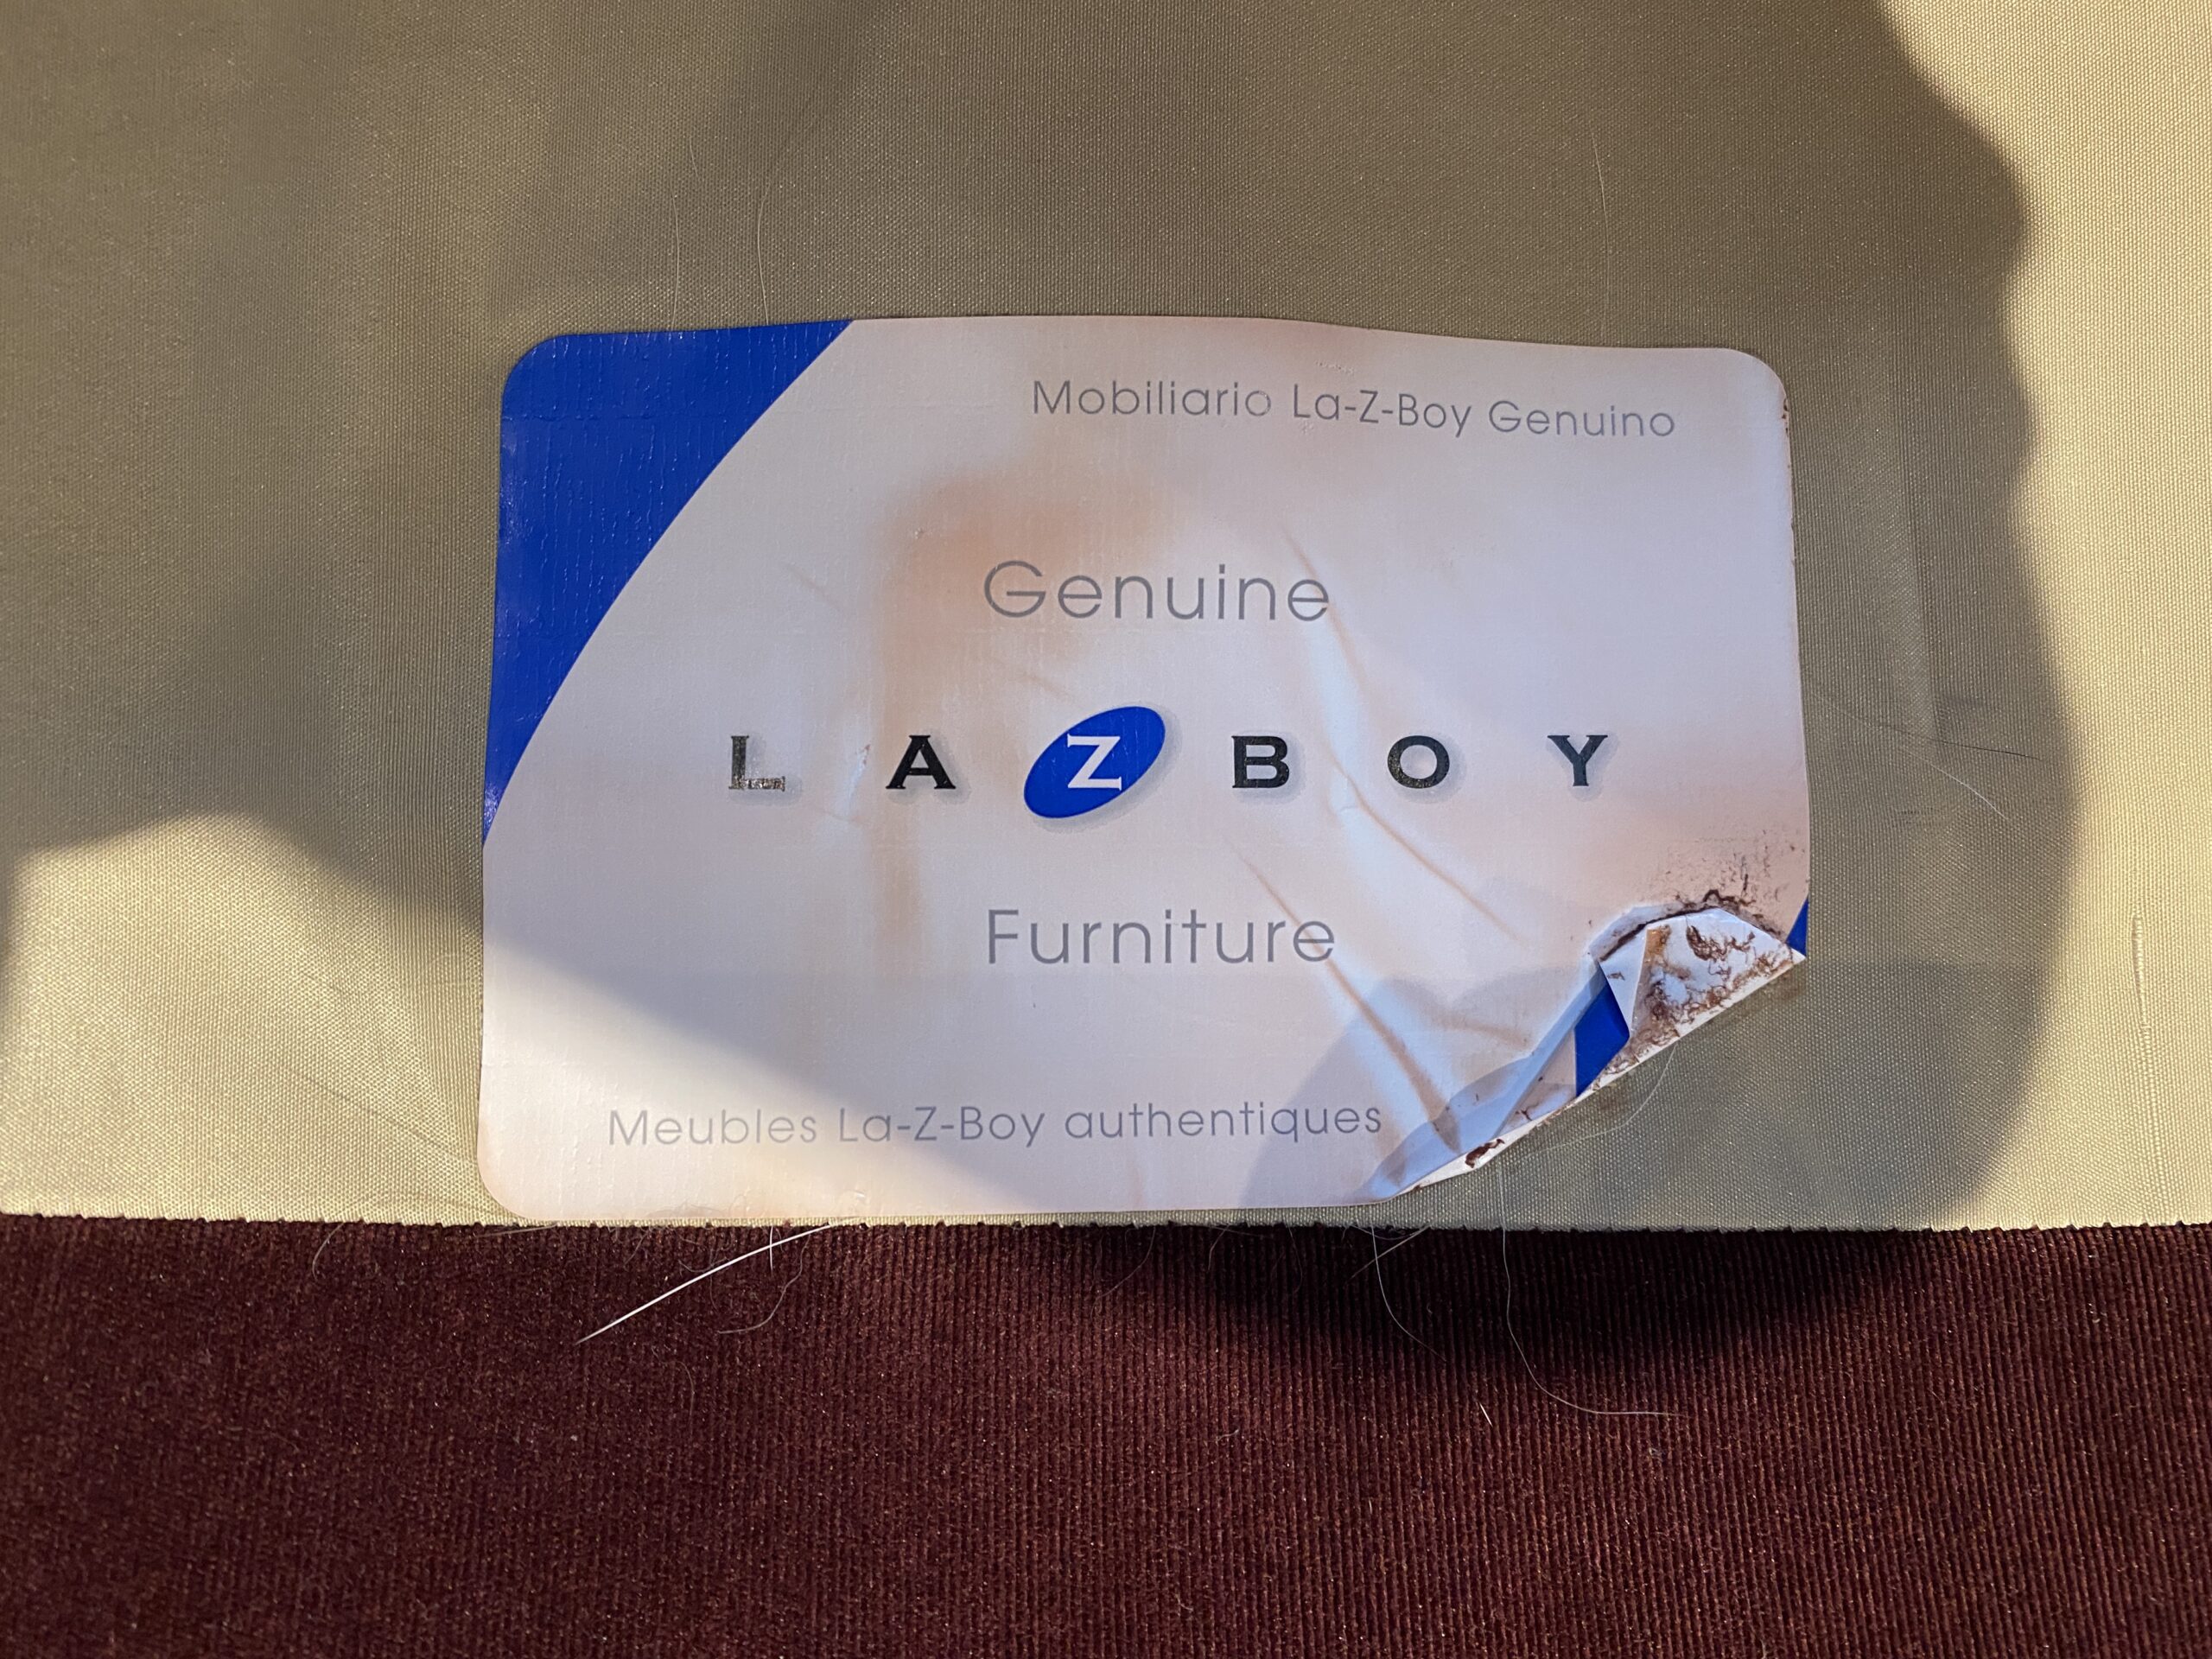 Mobiliario La-Z-Boy Genuino
Genuine
LAZBOY
Furniture
Meubles La-Z-Boy authentiques